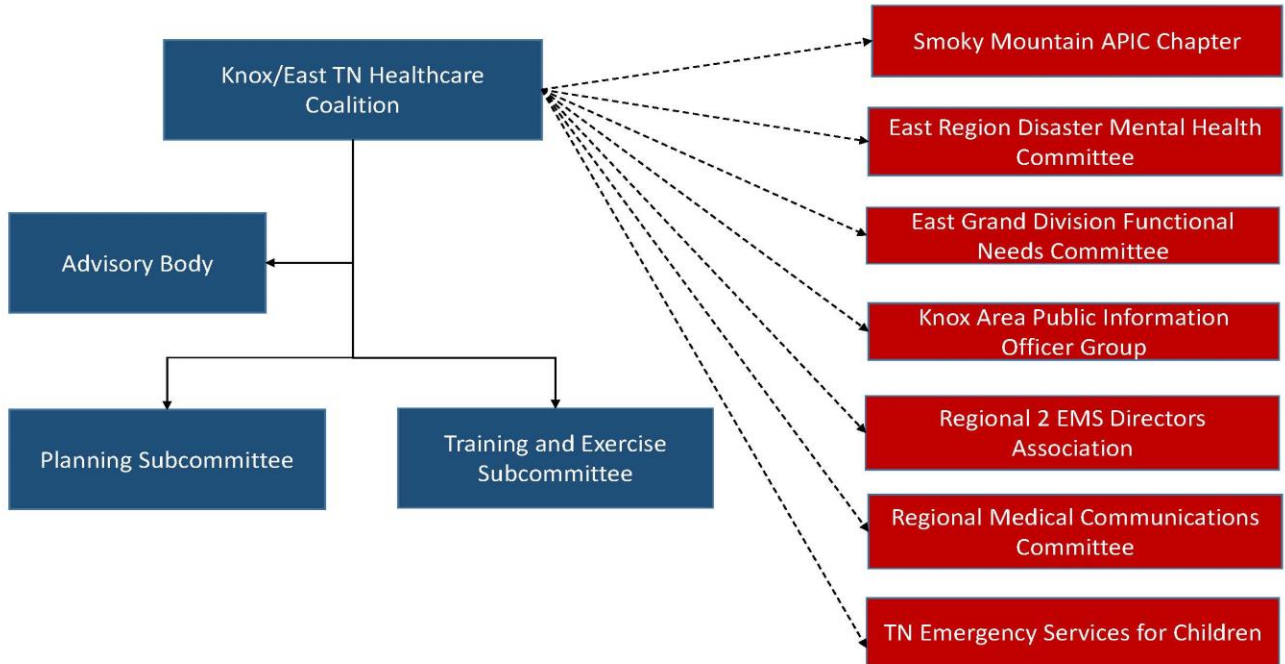 Knox/East TN Healthcare
Coalition
Advisory Body
Planning Subcommittee
Training and Exercise
Subcommittee
Smoky Mountain APIC Chapter
East Region Disaster Mental Health
Committee
East Grand Division Functional
Needs Committee
Knox Area Public Information
Officer Group
Regional 2 EMS Directors
Association
Regional Medical Communications
Committee
TN Emergency Services for Children